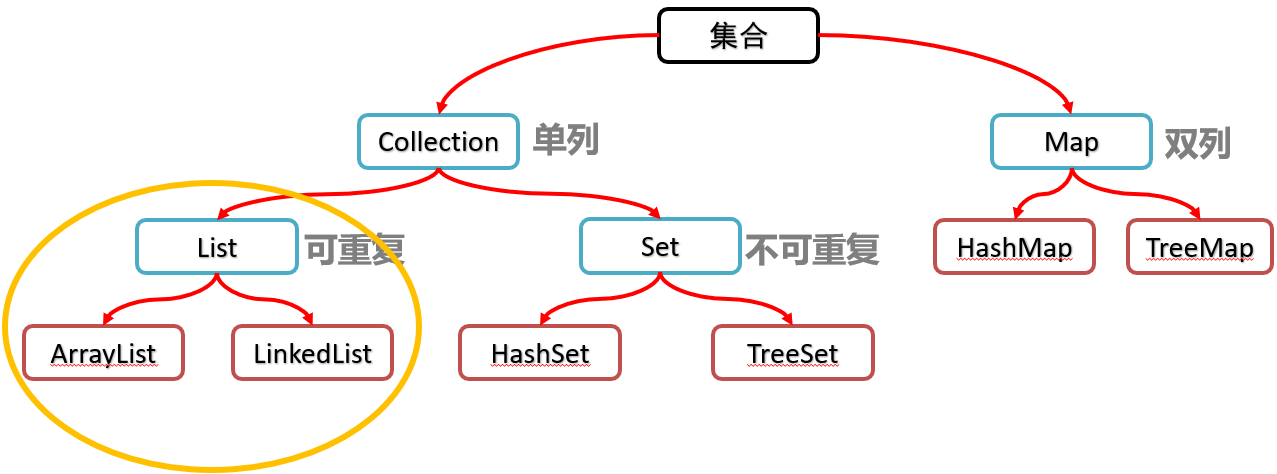 集合
Collection
单列
Map
双列
List
可重复
Set
不可重复
HashMap
TreeMap
ArrayList
LinkedList
HashSet
TreeSet